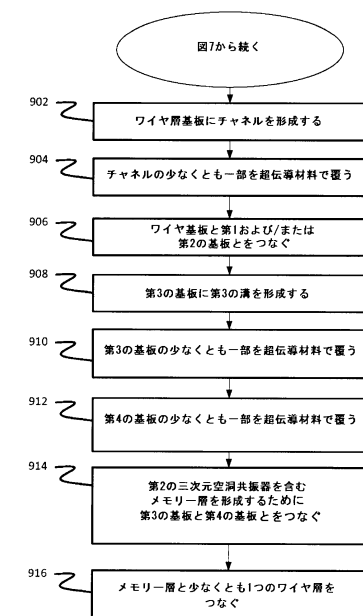 図7から続く
902
ワイヤ層基板にチャネルを形成する
904
チャネルの少なくとも一部を超伝導材料で覆う
906
ワイヤ基板と第1および/または
第2の基板とをつなぐ
908
第3の基板に第3の溝を形成する
910
第3の基板の少なくとも一部を超伝導材料で覆う
912
第4の基板の少なくとも一部を超伝導材料で覆う
914
第2の三次元空洞共振器を含む
メモリー層を形成するために
第3の基板と第4の基板とをつなぐ
916
メモリー層と少なくとも1つのワイヤ層を
つなぐ